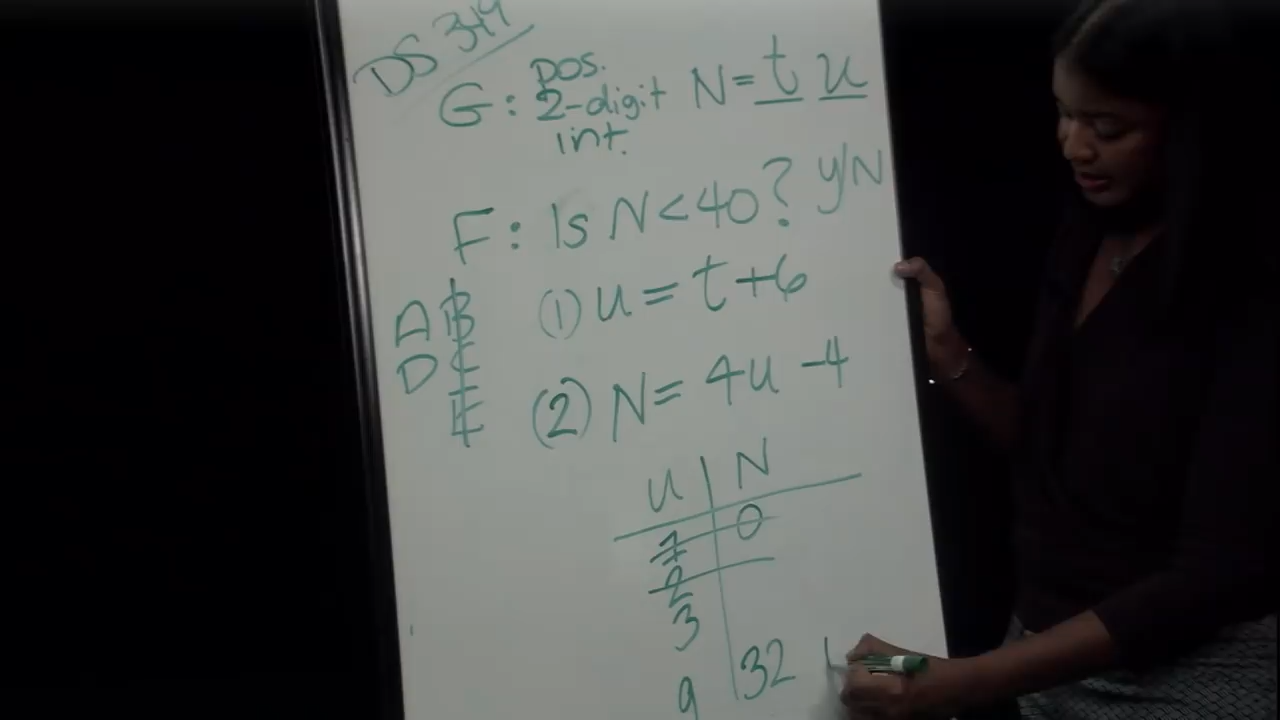 DS 349
G: pos. 2-digit int. N = t u
F: Is N < 40? Y/N
A B (1) u = t + 6
D C
E (2) N = 4u - 4
u N
1 0
2
3
9 32